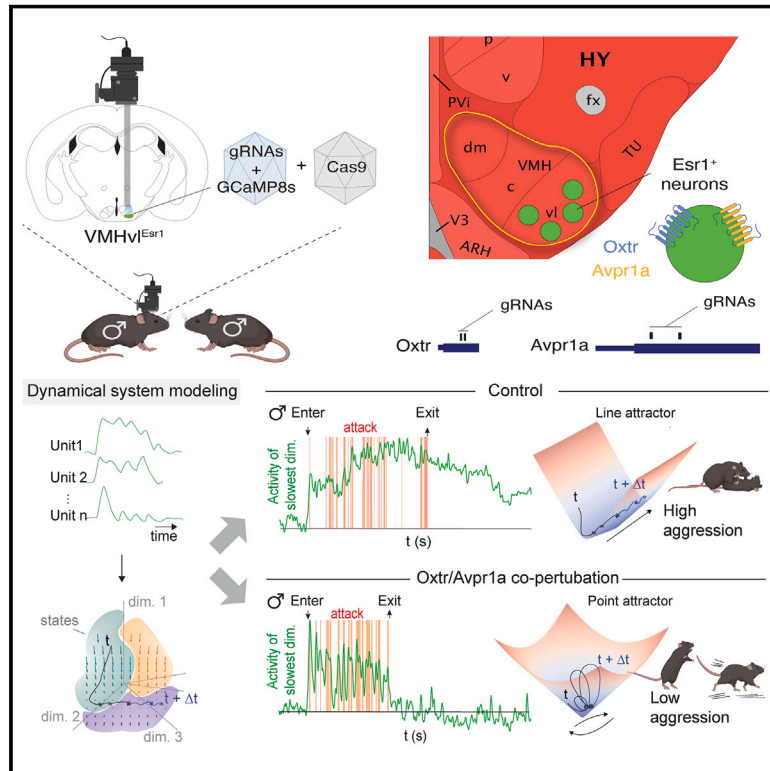 gRNAs
+
GCaMP8s
+
Cas9
VMHvlEsr1
♂
♂
p
v
HY
PVi
fx
dm
VMH
TU
c
vl
V3
ARH
Esr1+
neurons
Oxtr
Avpr1a
gRNAs
Oxtr
gRNAs
Avpr1a
Dynamical system modeling
Unit1
Unit 2
⋮
Unit n
time
states
dim. 1
t
t + Δt
dim. 2
dim. 3
Control
♂ Enter
attack
Exit
Activity of
slowest dim.
t (s)
Line attractor
t
t + Δt
High
aggression
Oxtr/Avpr1a co-pertubation
♂ Enter
attack
Exit
Activity of
slowest dim.
t (s)
Point attractor
t
t + Δt
Low
aggression